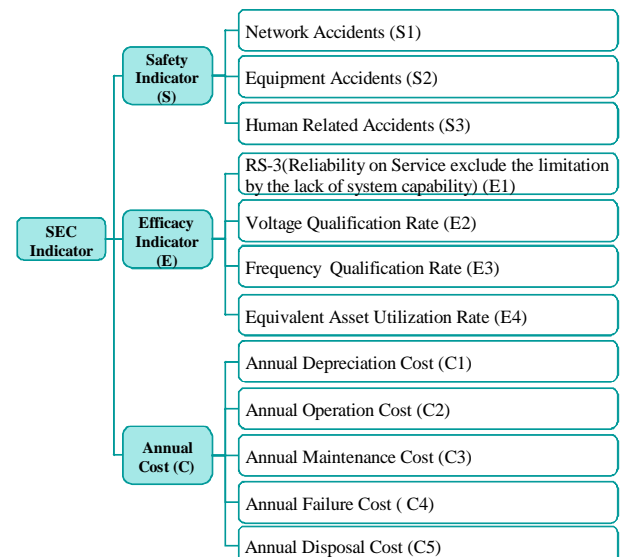 SEC
Indicator
Safety
Indicator
(S)
Network Accidents (S1)
Equipment Accidents (S2)
Human Related Accidents (S3)
Efficacy
Indicator
(E)
RS-3(Reliability on Service exclude the limitation
by the lack of system capability) (E1)
Voltage Qualification Rate (E2)
Frequency Qualification Rate (E3)
Equivalent Asset Utilization Rate (E4)
Annual
Cost (C)
Annual Depreciation Cost (C1)
Annual Operation Cost (C2)
Annual Maintenance Cost (C3)
Annual Failure Cost ( C4)
Annual Disposal Cost (C5)